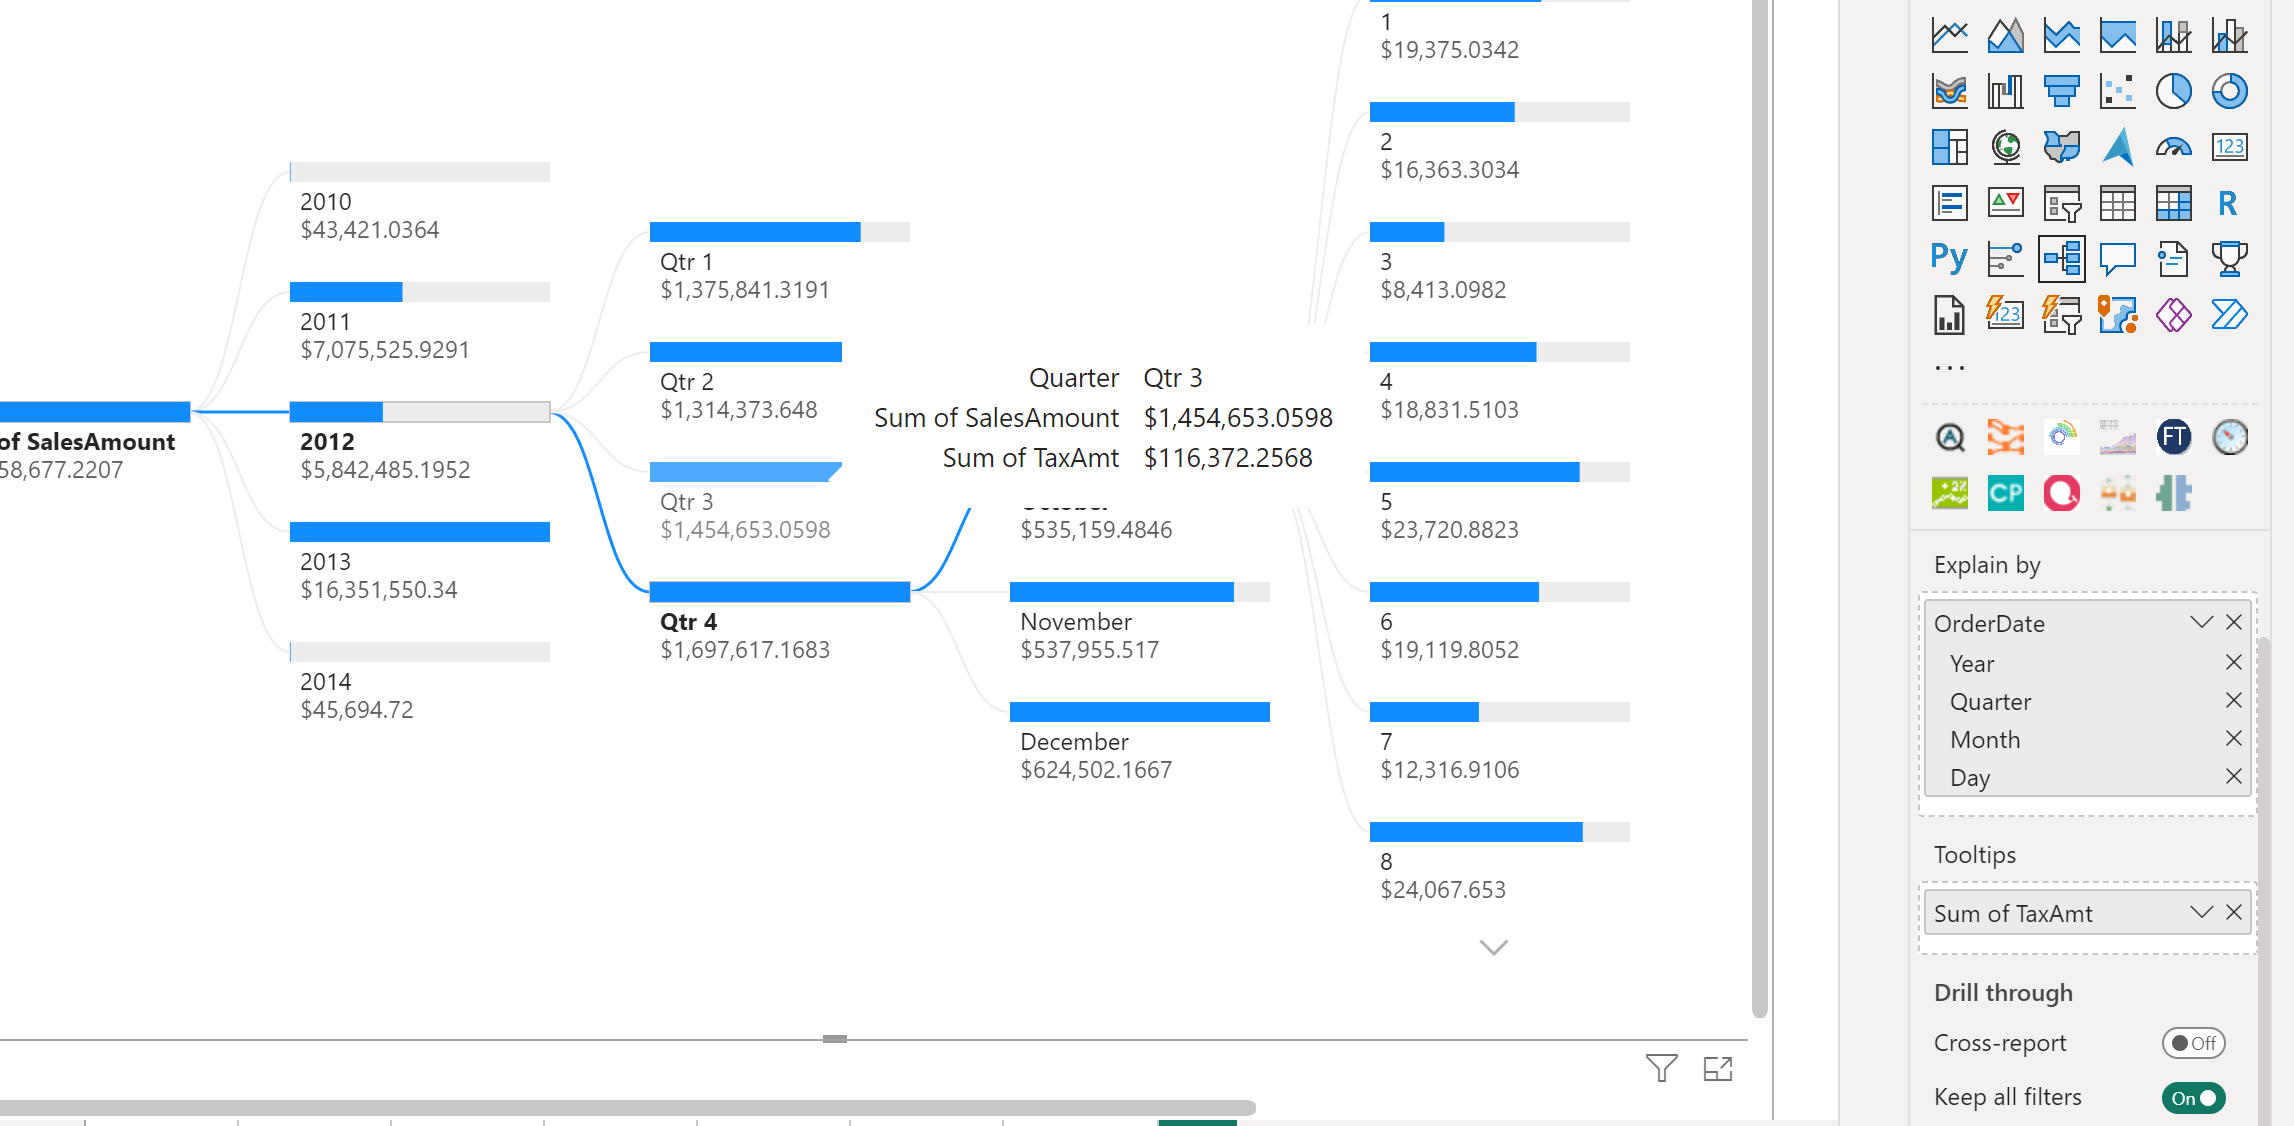 of SalesAmount
58,677.2207
2010
$43,421.0364
2011
$7,075,525.9291
2012
$5,842,485.1952
2013
$16,351,550.34
2014
$45,694.72
Qtr 1
$1,375,841.3191
Qtr 2
$1,314,373.648
Qtr 3
$1,454,653.0598
Qtr 4
$1,697,617.1683
Quarter Qtr 3
Sum of SalesAmount $1,454,653.0598
Sum of TaxAmt $116,372.2568
$535,159.4846
November
$537,955.517
December
$624,502.1667
1
$19,375.0342
2
$16,363.3034
3
$8,413.0982
4
$18,831.5103
5
$23,720.8823
6
$19,119.8052
7
$12,316.9106
8
$24,067.653
123
R
Py
123
...
FT
+2%
CP
Explain by
OrderDate
Year
Quarter
Month
Day
Tooltips
Sum of TaxAmt
Drill through
Cross-report Off
Keep all filters On